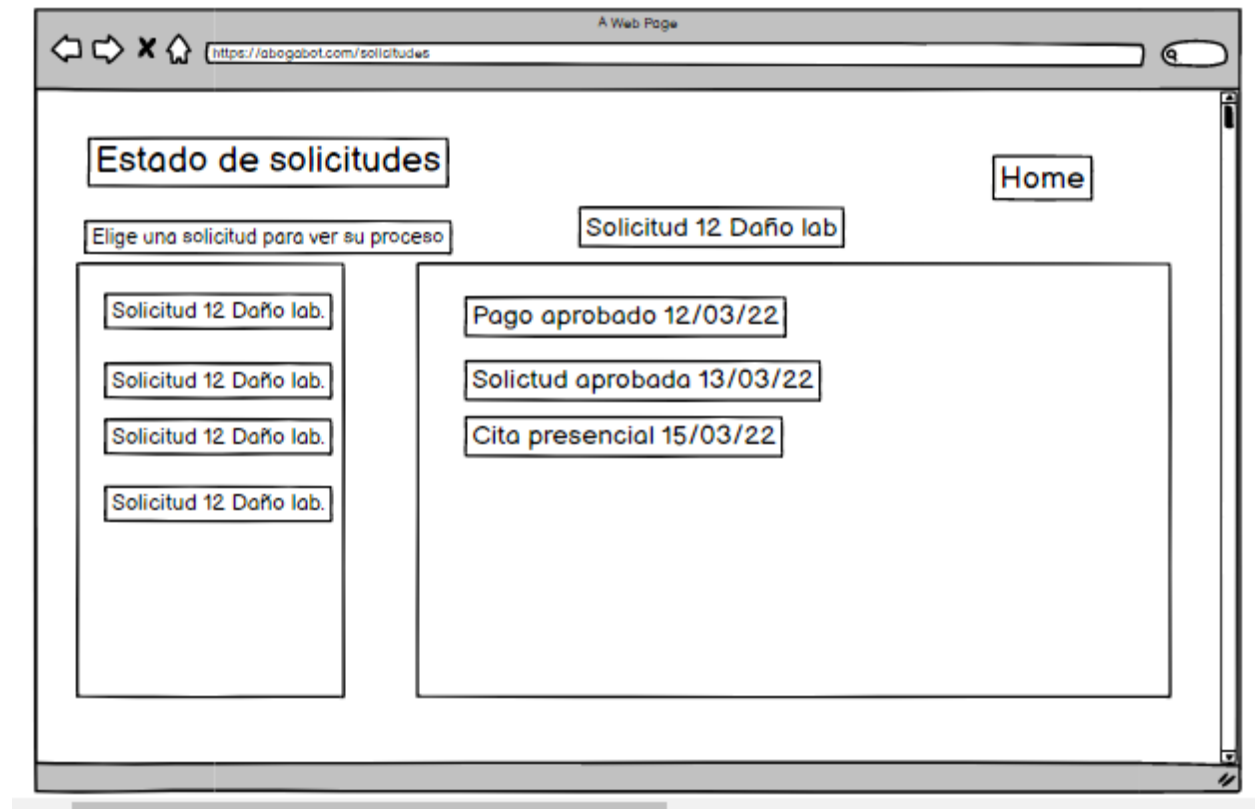 A Web Page
https://abogabot.com/solicitudes
Estado de solicitudes
Home
Elige una solicitud para ver su proceso
Solicitud 12 Daño lab
Solicitud 12 Daño lab.
Solicitud 12 Daño lab.
Solicitud 12 Daño lab.
Solicitud 12 Daño lab.
Pago aprobado 12/03/22
Solictud aprobada 13/03/22
Cita presencial 15/03/22